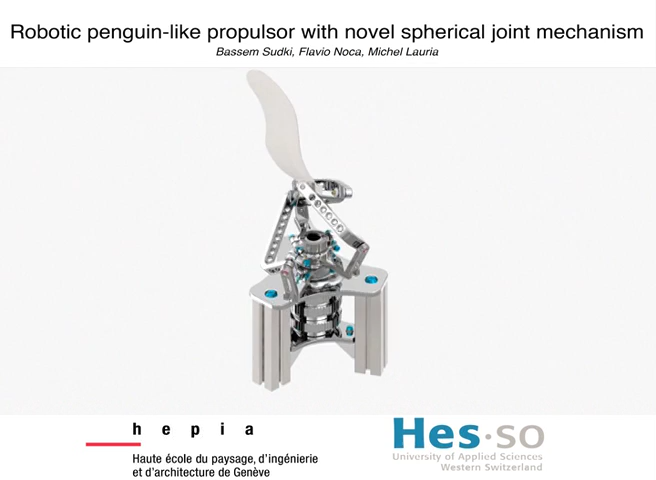 Robotic penguin-like propulsor with novel spherical joint mechanism
Bassem Sudki, Flavio Noca, Michel Lauria
h e p i a
Haute école du paysage, d'ingénierie
et d'architecture de Genève
Hes·so
University of Applied Sciences
Western Switzerland